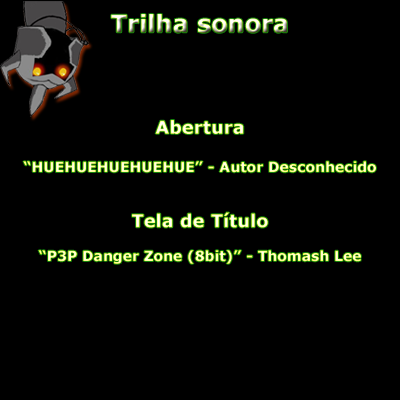 Trilha sonora
Abertura
“HUEHUEHUEHUEHUE” - Autor Desconhecido
Tela de Título
“P3P Danger Zone (8bit)” - Thomash Lee